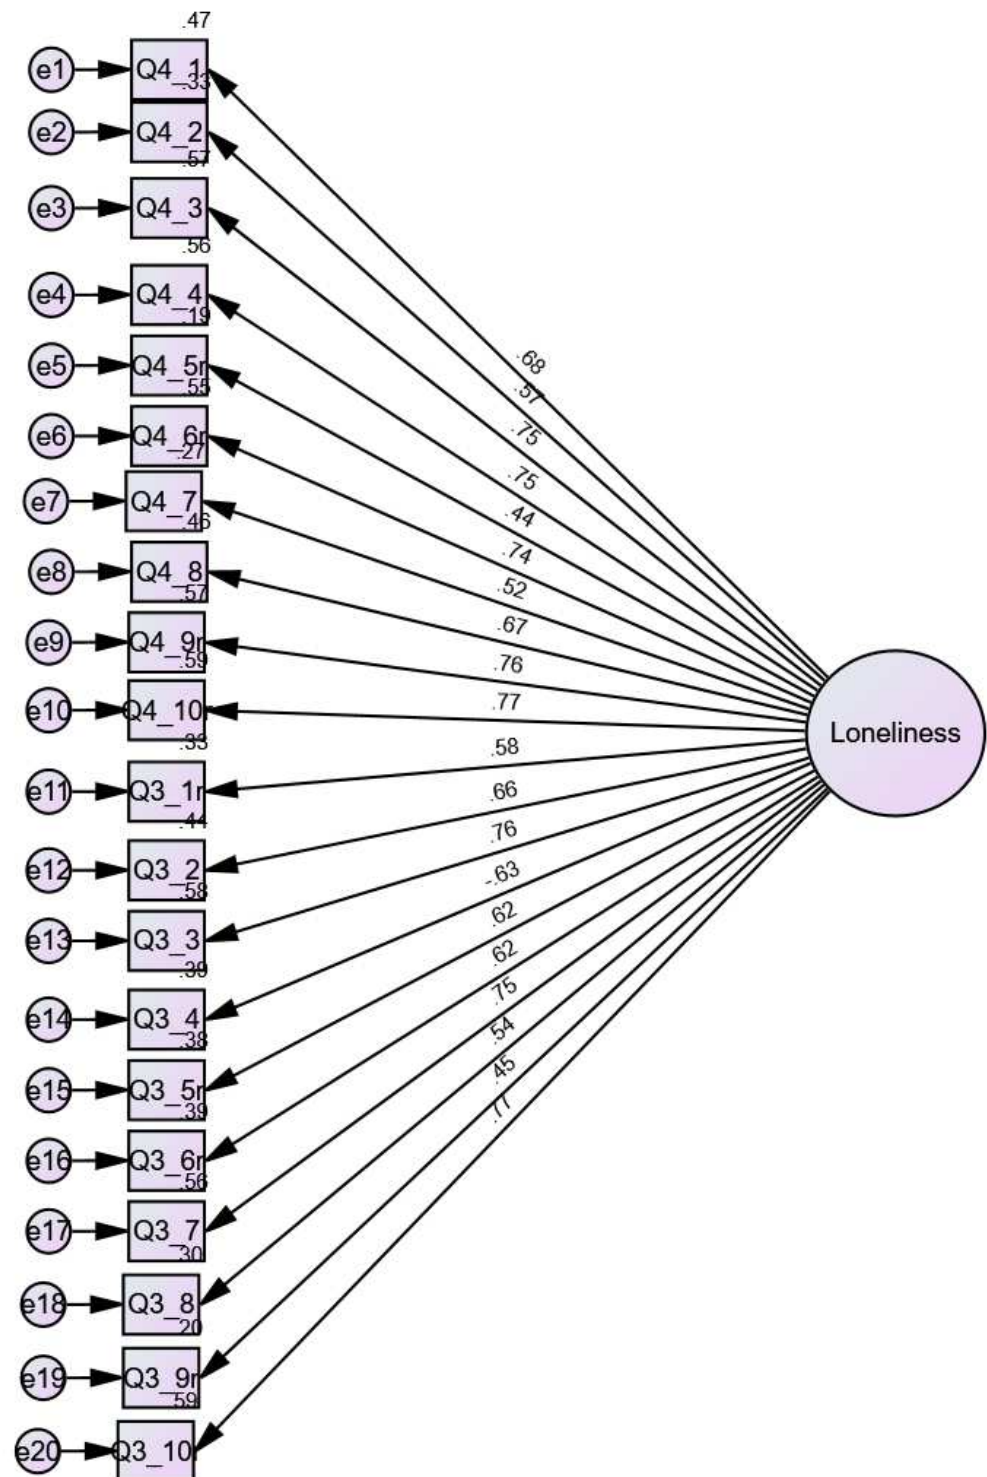 .47
e1 Q4_1
.33
e2 Q4_2
.57
e3 Q4_3
.56
e4 Q4_4
.19
e5 Q4_5r
.55
e6 Q4_6r
.27
e7 Q4_7
.46
e8 Q4_8
.57
e9 Q4_9r
.59
e10 Q4_10r
.33
e11 Q3_1r
.44
e12 Q3_2
.58
e13 Q3_3
.39
e14 Q3_4
.38
e15 Q3_5r
.39
e16 Q3_6r
.56
e17 Q3_7
.30
e18 Q3_8
.20
e19 Q3_9r
.59
e20 Q3_10
.68
.57
.75
.75
.44
.74
.52
.67
.76
.77
.58
.66
.76
-.63
.62
.62
.75
.54
.45
.77
Loneliness